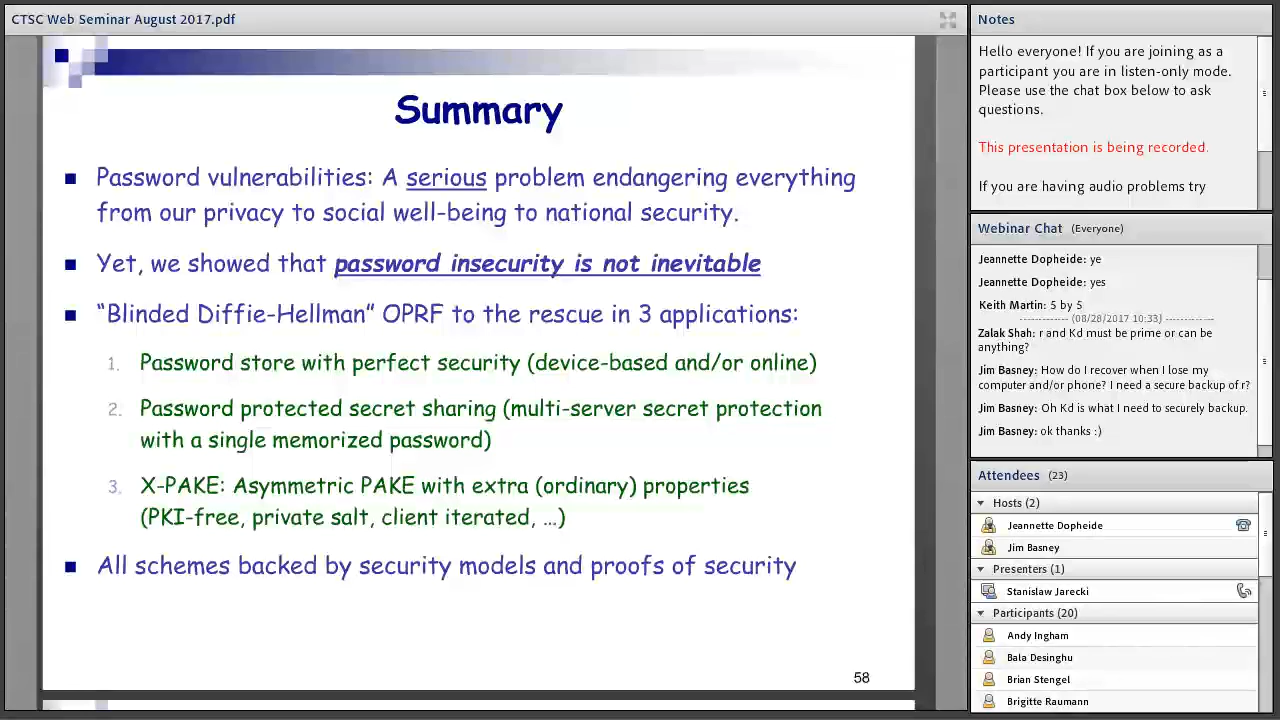 CTSC Web Seminar August 2017.pdf
Summary
Password vulnerabilities: A serious problem endangering everything
from our privacy to social well-being to national security.
Yet, we showed that password insecurity is not inevitable
“Blinded Diffie-Hellman” OPRF to the rescue in 3 applications:
1. Password store with perfect security (device-based and/or online)
2. Password protected secret sharing (multi-server secret protection
with a single memorized password)
3. X-PAKE: Asymmetric PAKE with extra (ordinary) properties
(PKI-free, private salt, client iterated, …)
All schemes backed by security models and proofs of security
58
Notes
Hello everyone! If you are joining as a
participant you are in listen-only mode.
Please use the chat box below to ask
questions.
This presentation is being recorded.
If you are having audio problems try
Webinar Chat (Everyone)
Jeannette Dopheide: ye
Jeannette Dopheide: yes
Keith Martin: 5 by 5
------------- (08/28/2017 10:33) -------------
Zalak Shah: r and Kd must be prime or can be
anything?
Jim Basney: How do I recover when I lose my
computer and/or phone? I need a secure backup of r?
Jim Basney: Oh Kd is what I need to securely backup.
Jim Basney: ok thanks :)
Attendees (23)
Hosts (2)
Jeannette Dopheide
Jim Basney
Presenters (1)
Stanislaw Jarecki
Participants (20)
Andy Ingham
Bala Desinghu
Brian Stengel
Brigitte Raumann